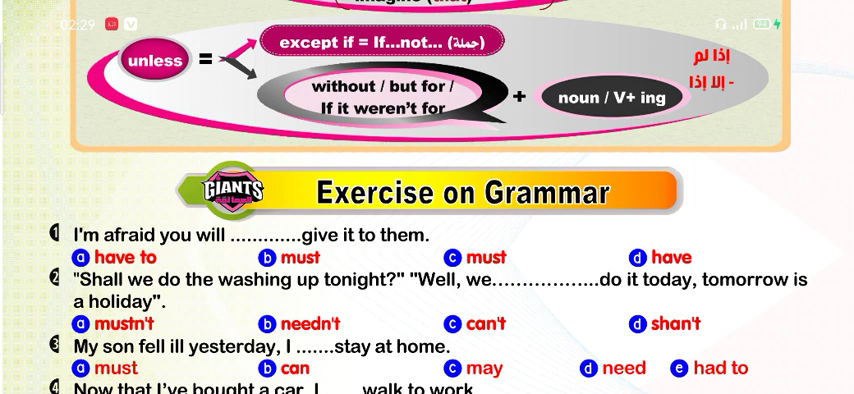 imagine (that)
02:29
94
unless = except if = If...not... (جملة)
إذا لم
- إلا إذا
without / but for /
If it weren't for
+ noun / V+ ing
GIANTS
العمالقة
Exercise on Grammar
1 I'm afraid you will .............give it to them.
a have to b must c must d have
2 "Shall we do the washing up tonight?" "Well, we...................do it today, tomorrow is
a holiday".
a mustn't b needn't c can't d shan't
3 My son fell ill yesterday, I .......stay at home.
a must b can c may d need e had to
4 Now that I've bought a car, I ...... walk to work